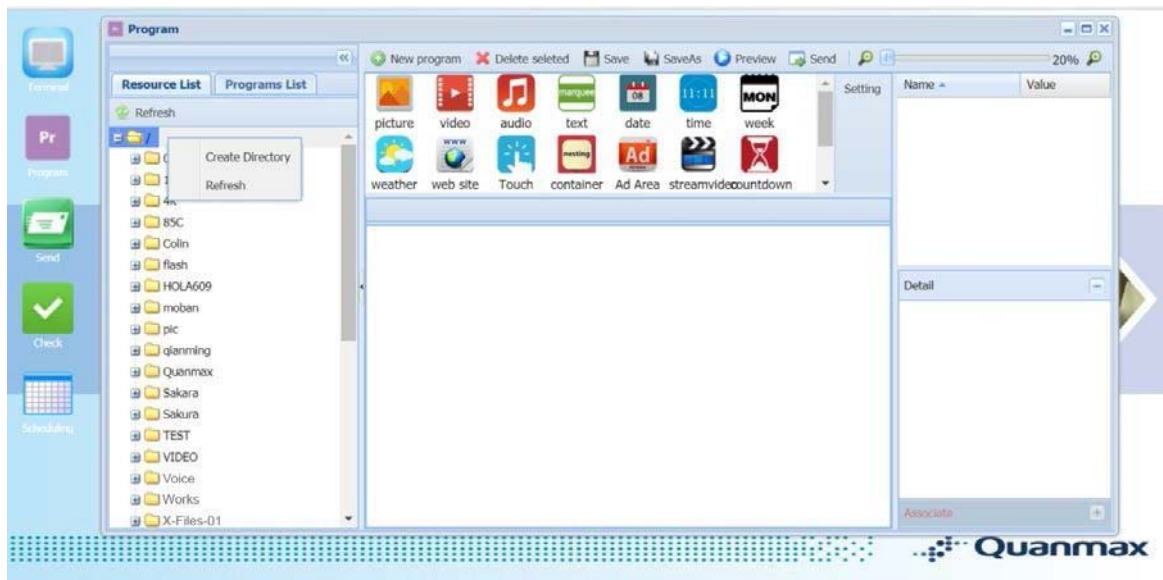 Program
New program Delete seleted Save SaveAs Preview Send 20%
Resource List Programs List
Refresh
/
Create Directory
Refresh
4K
85C
Colin
flash
HOLA609
moban
pic
qianming
Quanmax
Sakara
Sakura
TEST
VIDEO
Voice
Works
X-Files-01
picture video audio text date time week
marquee 08 11:11 MON
www nesting Ad
weather web site Touch container Ad Area streamvideo countdown
Setting
Name Value
Detail
Associate
Terminal
Pr
Program
Send
Check
Scheduling
Quanmax